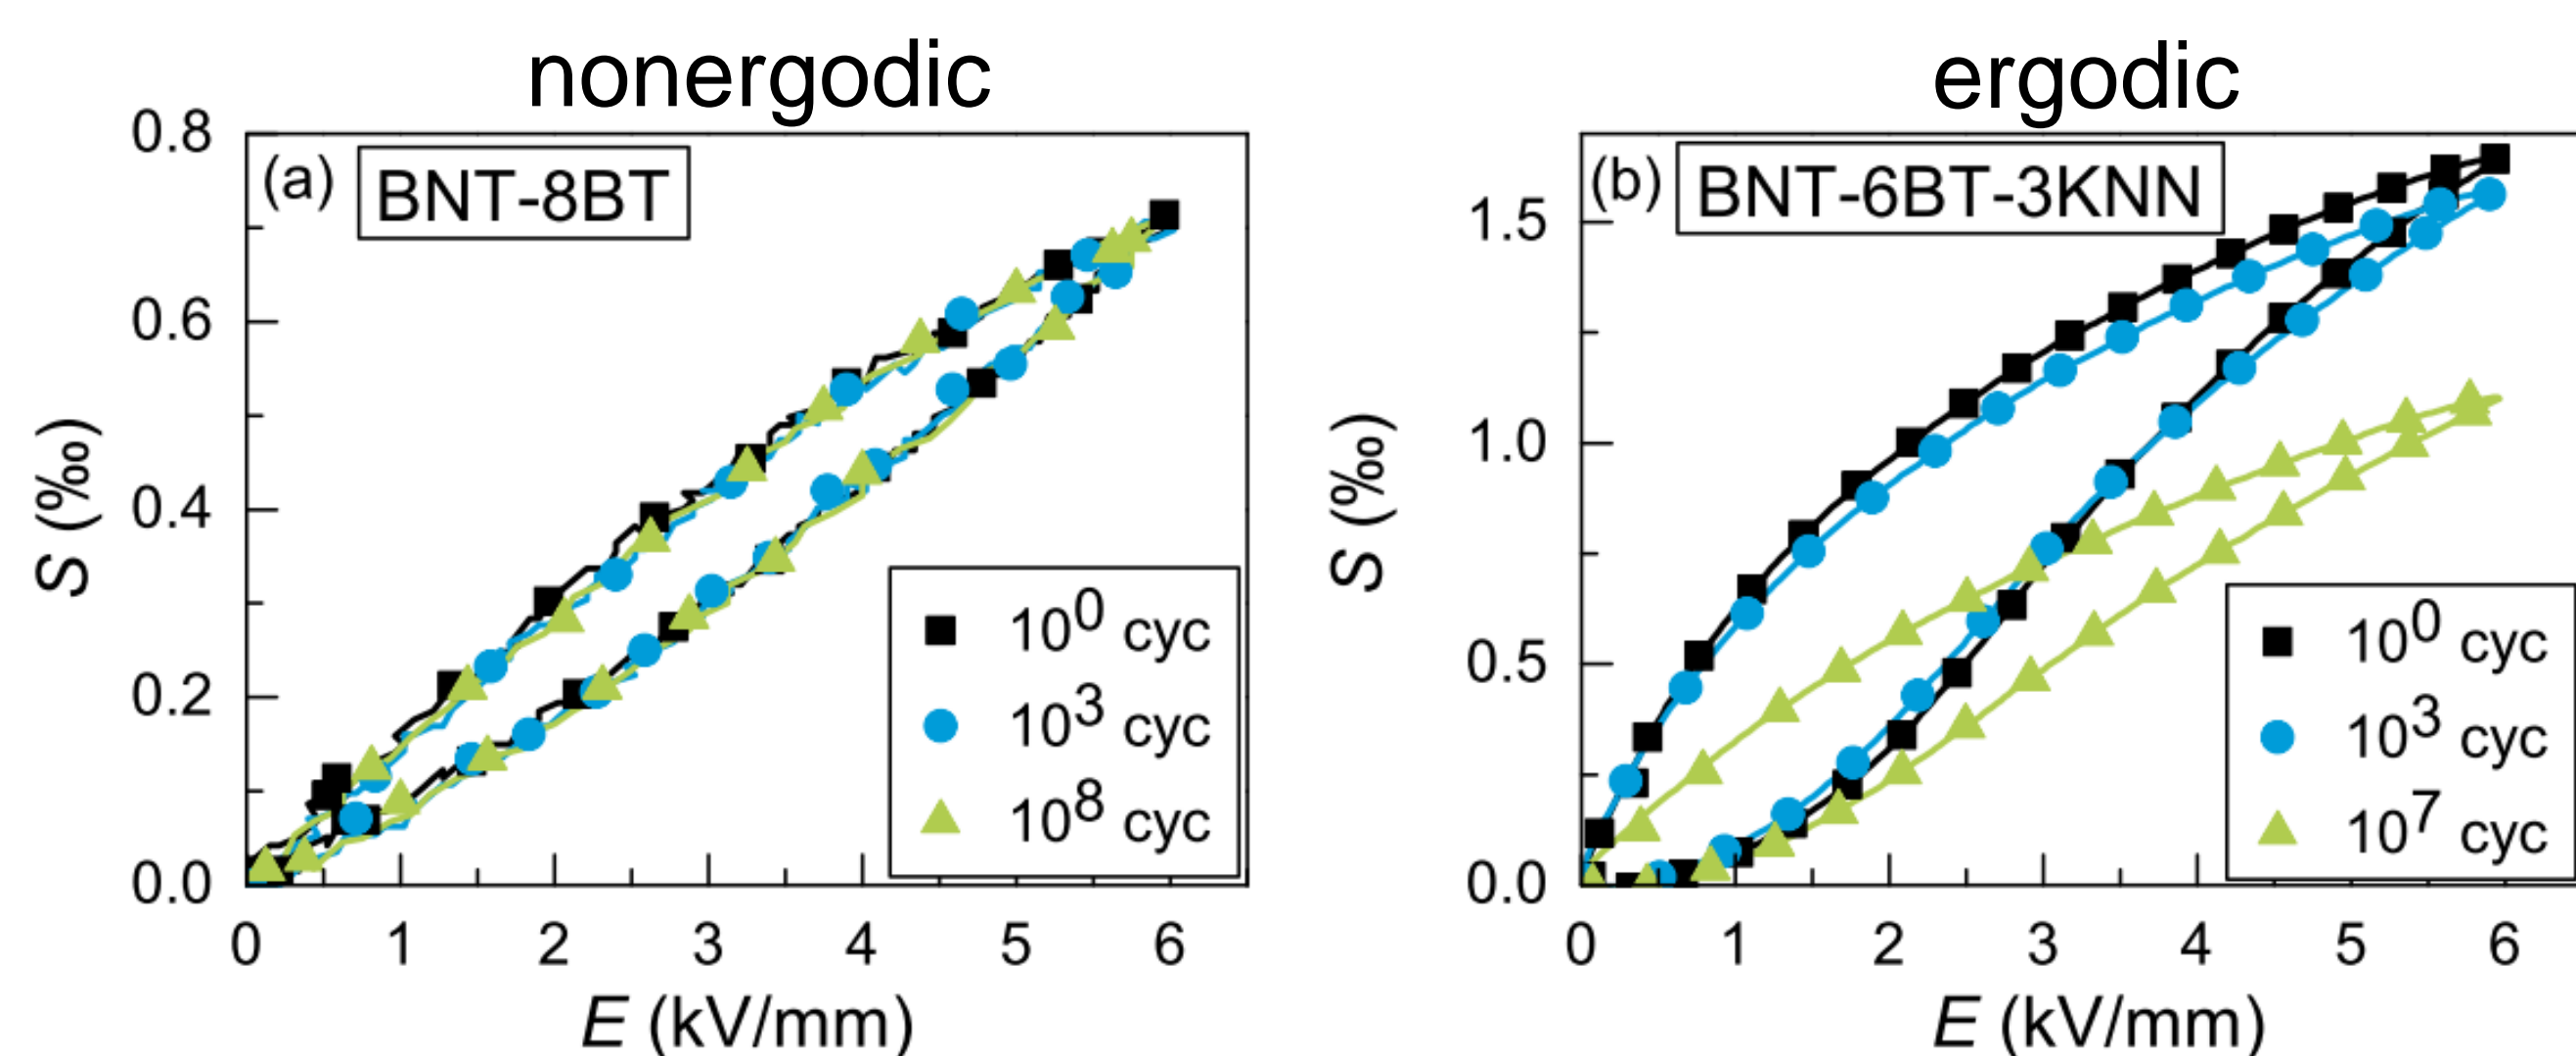 nonergodic
(a) BNT-8BT
0.8
0.6
0.4
0.2
0.0
S (‰)
10⁰ cyc
10³ cyc
10⁸ cyc
0 1 2 3 4 5 6
E (kV/mm)
ergodic
(b) BNT-6BT-3KNN
1.5
1.0
0.5
0.0
S (‰)
10⁰ cyc
10³ cyc
10⁷ cyc
0 1 2 3 4 5 6
E (kV/mm)